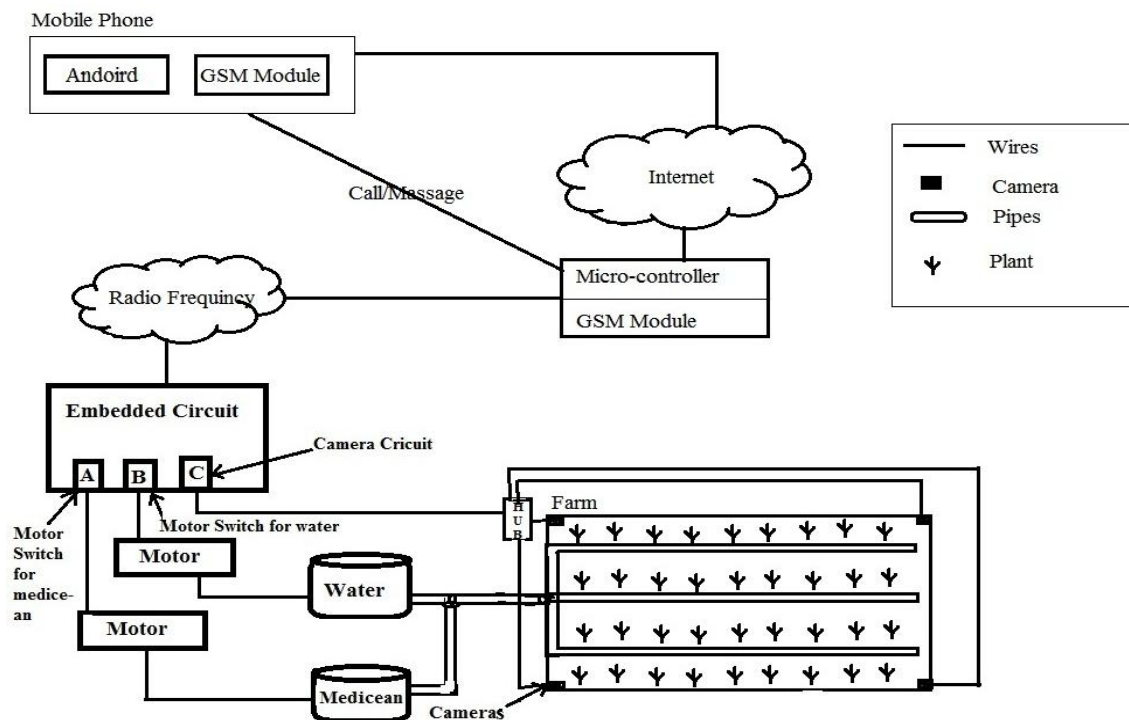 Mobile Phone
Andoird
GSM Module
Internet
Call/Massage
Wires
Camera
Pipes
Plant
Micro-controller
GSM Module
Radio Frequincy
Embedded Circuit
A
B
C
Camera Cricuit
Motor Switch for water
Motor
Switch
for
medice-
an
Motor
Motor
Water
Medicean
HUB
Farm
Cameras